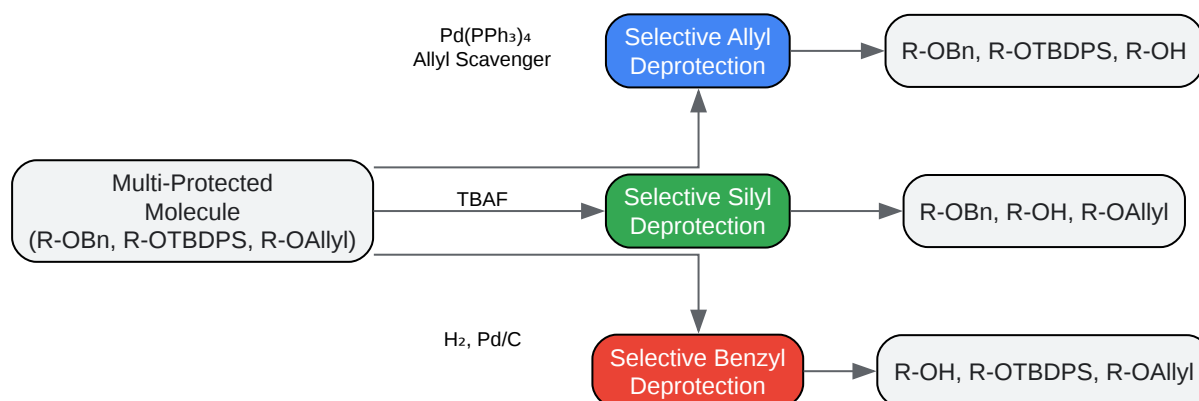 Pd(PPh₃)₄
Allyl Scavenger
Selective Allyl
Deprotection
R-OBn, R-OTBDPS, R-OH
Multi-Protected
Molecule
(R-OBn, R-OTBDPS, R-OAllyl)
TBAF
Selective Silyl
Deprotection
R-OBn, R-OH, R-OAllyl
H₂, Pd/C
Selective Benzyl
Deprotection
R-OH, R-OTBDPS, R-OAllyl